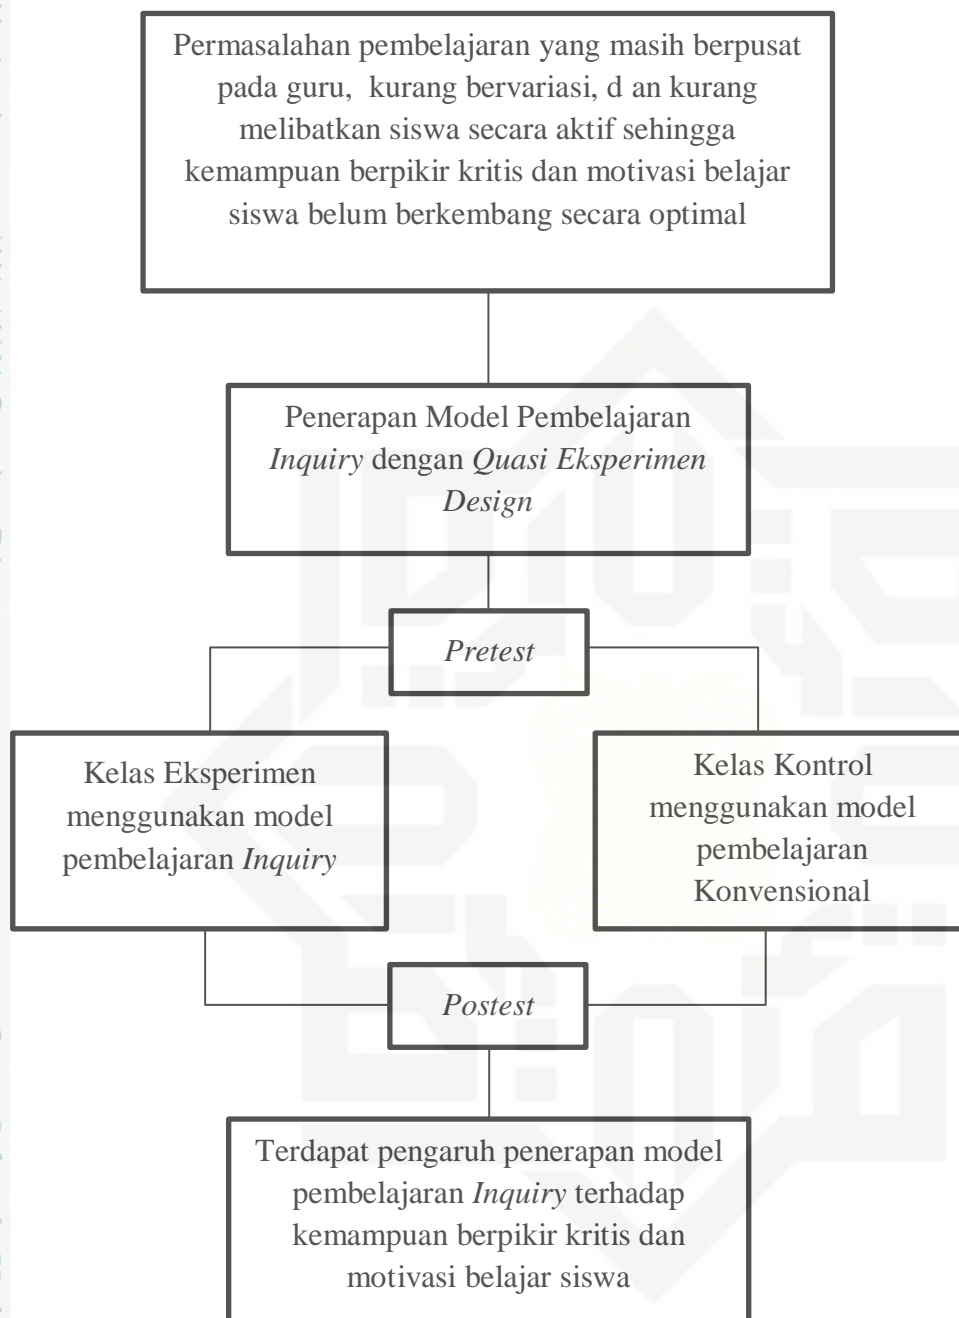 Permasalahan pembelajaran yang masih berpusat
pada guru, kurang bervariasi, d an kurang
melibatkan siswa secara aktif sehingga
kemampuan berpikir kritis dan motivasi belajar
siswa belum berkembang secara optimal
Penerapan Model Pembelajaran
Inquiry dengan Quasi Eksperimen
Design
Pretest
Kelas Eksperimen
menggunakan model
pembelajaran Inquiry
Kelas Kontrol
menggunakan model
pembelajaran
Konvensional
Postest
Terdapat pengaruh penerapan model
pembelajaran Inquiry terhadap
kemampuan berpikir kritis dan
motivasi belajar siswa